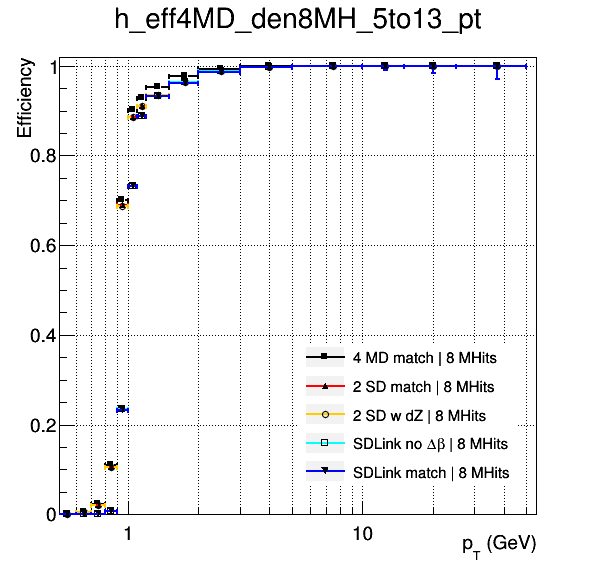 h_eff4MD_den8MH_5to13_pt
Efficiency
1
0.8
0.6
0.4
0.2
0
4 MD match | 8 MHits
2 SD match | 8 MHits
2 SD w dZ | 8 MHits
SDLink no Δβ | 8 MHits
SDLink match | 8 MHits
1
10
p_T (GeV)